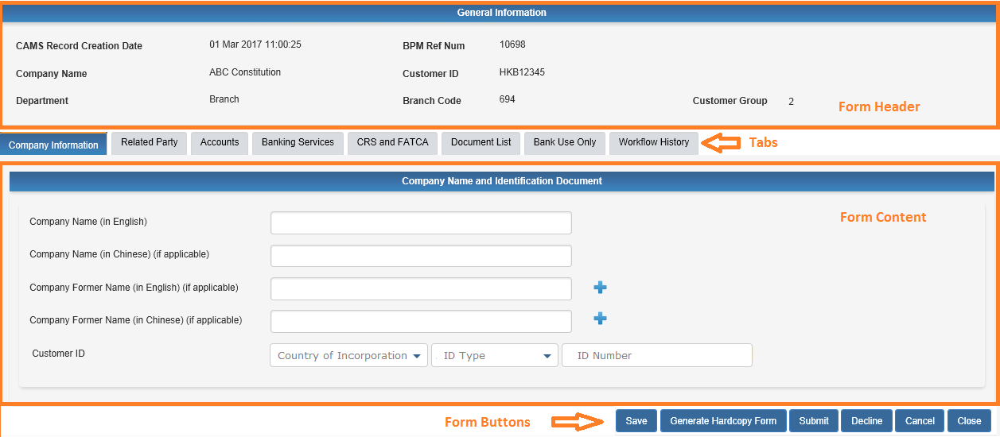 General Information
CAMS Record Creation Date 01 Mar 2017 11:00:25 BPM Ref Num 10698
Company Name ABC Constitution Customer ID HKB12345
Department Branch Branch Code 694 Customer Group 2
Form Header
Company Information Related Party Accounts Banking Services CRS and FATCA Document List Bank Use Only Workflow History Tabs
Company Name and Identification Document
Form Content
Company Name (in English)
Company Name (in Chinese) (if applicable)
Company Former Name (in English) (if applicable)
Company Former Name (in Chinese) (if applicable)
Customer ID Country of Incorporation ID Type ID Number
Form Buttons Save Generate Hardcopy Form Submit Decline Cancel Close